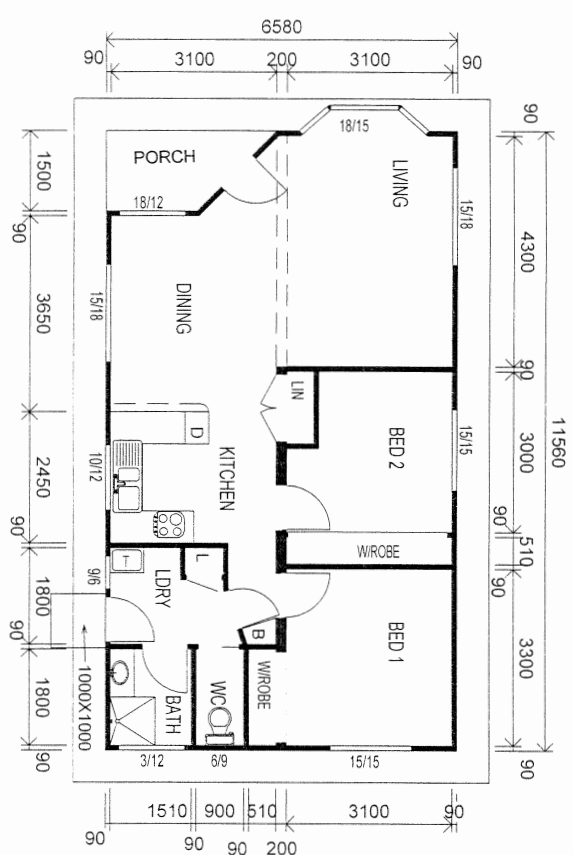 6580
90
3100
200
3100
90
90
18/15
PORCH
LIVING
1500
18/12
15/18
11560
4300
90
15/18
DINING
3650
90
LIN
BED 2
15/15
3000
D
KITCHEN
10/12
2450
90
W/ROBE
90
510
90
9/6
T
LDRY
L
1800
B
BED 1
3300
90
1000X1000
W/ROBE
WC
BATH
1800
90
3/12
6/9
15/15
90
1510
900
510
3100
90
90
90
90
200